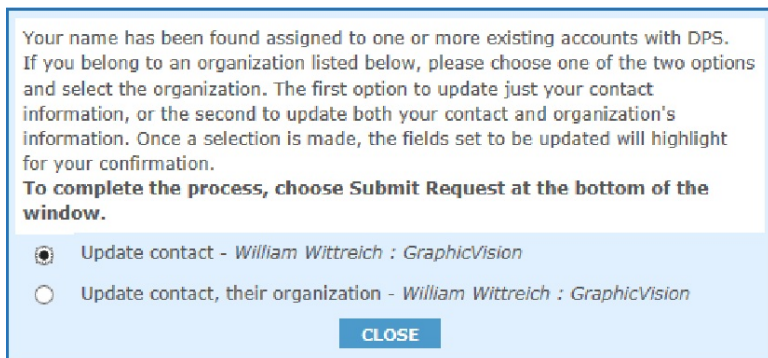 Your name has been found assigned to one or more existing accounts with DPS.
If you belong to an organization listed below, please choose one of the two options
and select the organization. The first option to update just your contact
information, or the second to update both your contact and organization's
information. Once a selection is made, the fields set to be updated will highlight
for your confirmation.
To complete the process, choose Submit Request at the bottom of the
window.
Update contact - William Wittreich : GraphicVision
Update contact, their organization - William Wittreich : GraphicVision
CLOSE